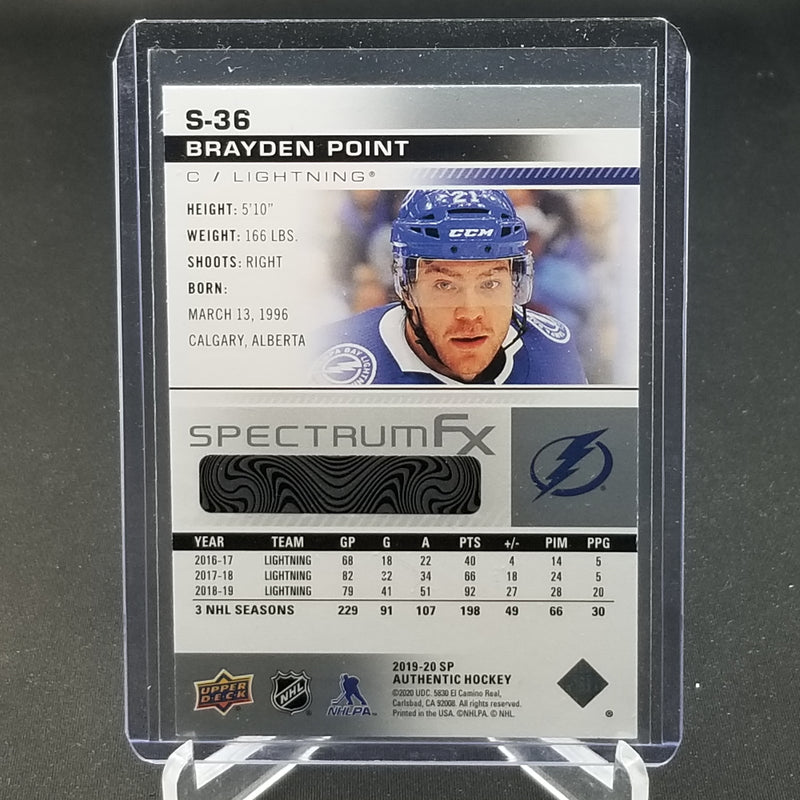 S-36
BRAYDEN POINT
C / LIGHTNING®
HEIGHT: 5'10"
WEIGHT: 166 LBS.
SHOOTS: RIGHT
BORN:
MARCH 13, 1996
CALGARY, ALBERTA
21
CCM
SPECTRUM FX
YEAR TEAM GP G A PTS +/- PIM PPG
2016-17 LIGHTNING 68 18 22 40 4 14 5
2017-18 LIGHTNING 82 32 34 66 18 24 5
2018-19 LIGHTNING 79 41 51 92 27 28 20
3 NHL SEASONS 229 91 107 198 49 66 30
UPPER DECK
NHL
NHLPA
2019-20 SP
AUTHENTIC HOCKEY
©2020 UDC. 5830 El Camino Real,
Carlsbad, CA 92008. All rights reserved.
Printed in the USA. ©NHLPA. © NHL.